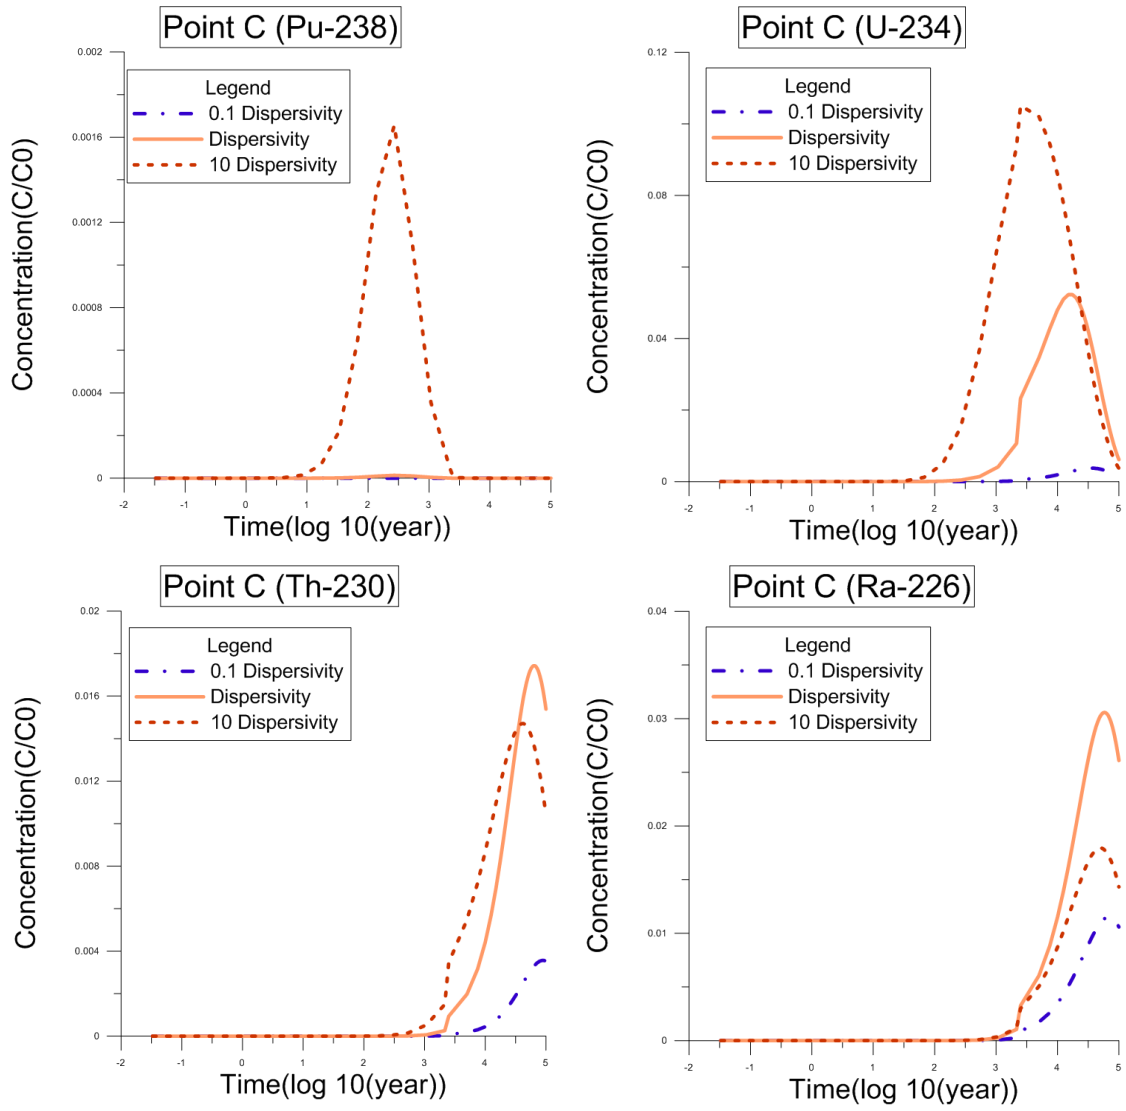 Point C (Pu-238)
0.002
0.0016
0.0012
0.0008
0.0004
0
Concentration(C/C0)
Legend
0.1 Dispersivity
Dispersivity
10 Dispersivity
-2 -1 0 1 2 3 4 5
Time(log 10(year))
Point C (U-234)
0.12
0.08
0.04
0
Concentration(C/C0)
Legend
0.1 Dispersivity
Dispersivity
10 Dispersivity
-2 -1 0 1 2 3 4 5
Time(log 10(year))
Point C (Th-230)
0.02
0.016
0.012
0.008
0.004
0
Concentration(C/C0)
Legend
0.1 Dispersivity
Dispersivity
10 Dispersivity
-2 -1 0 1 2 3 4 5
Time(log 10(year))
Point C (Ra-226)
0.04
0.03
0.02
0.01
0
Concentration(C/C0)
Legend
0.1 Dispersivity
Dispersivity
10 Dispersivity
-2 -1 0 1 2 3 4 5
Time(log 10(year))